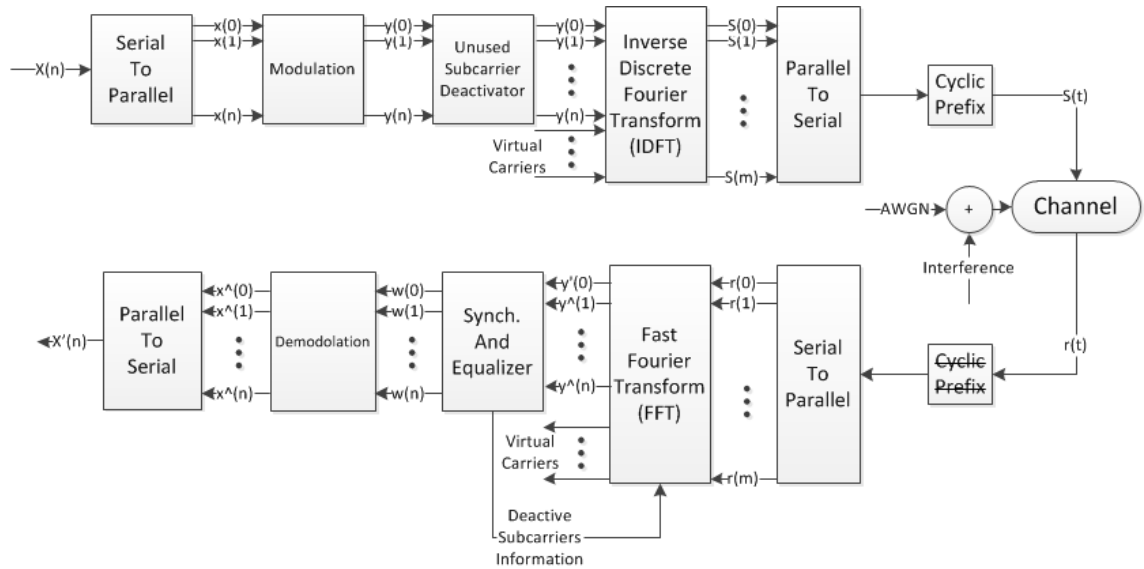 X(n)
Serial
To
Parallel
x(0)
x(1)
x(n)
Modulation
y(0)
y(1)
y(n)
Unused
Subcarrier
Deactivator
y(0)
y(1)
y(n)
Virtual
Carriers
Inverse
Discrete
Fourier
Transform
(IDFT)
S(0)
S(1)
S(m)
Parallel
To
Serial
Cyclic
Prefix
S(t)
AWGN
+
Channel
Interference
r(t)
Cyclic
Prefix
Serial
To
Parallel
r(0)
r(1)
r(m)
Fast
Fourier
Transform
(FFT)
y'(0)
y^(1)
y^(n)
Virtual
Carriers
Synch.
And
Equalizer
Deactive
Subcarriers
Information
w(0)
w(1)
w(n)
Demodolation
x^(0)
x^(1)
x^(n)
Parallel
To
Serial
X'(n)